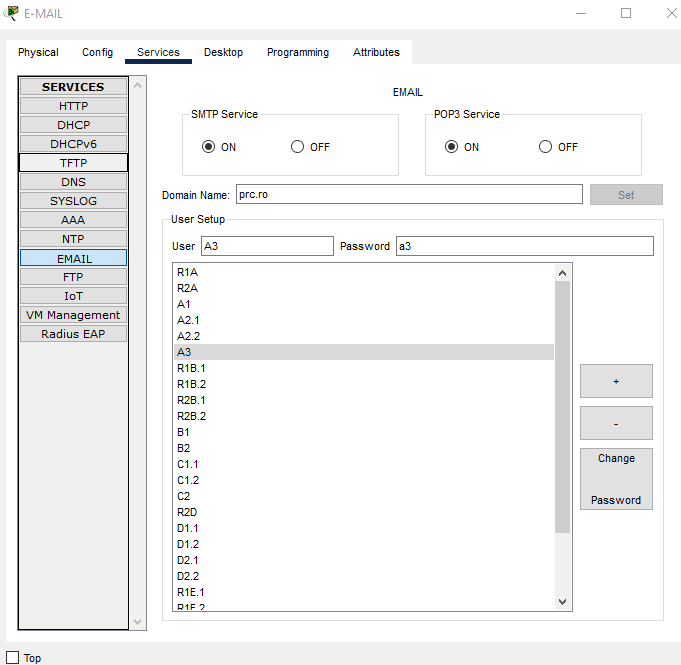 E-MAIL
Physical Config Services Desktop Programming Attributes
SERVICES
HTTP
DHCP
DHCPv6
TFTP
DNS
SYSLOG
AAA
NTP
EMAIL
FTP
IoT
VM Management
Radius EAP
EMAIL
SMTP Service
ON OFF
POP3 Service
ON OFF
Domain Name: prc.ro Set
User Setup
User A3 Password a3
R1A
R2A
A1
A2.1
A2.2
A3
R1B.1
R1B.2
R2B.1
R2B.2
B1
B2
C1.1
C1.2
C2
R2D
D1.1
D1.2
D2.1
D2.2
R1E.1
R1E.2
+
-
Change
Password
Top